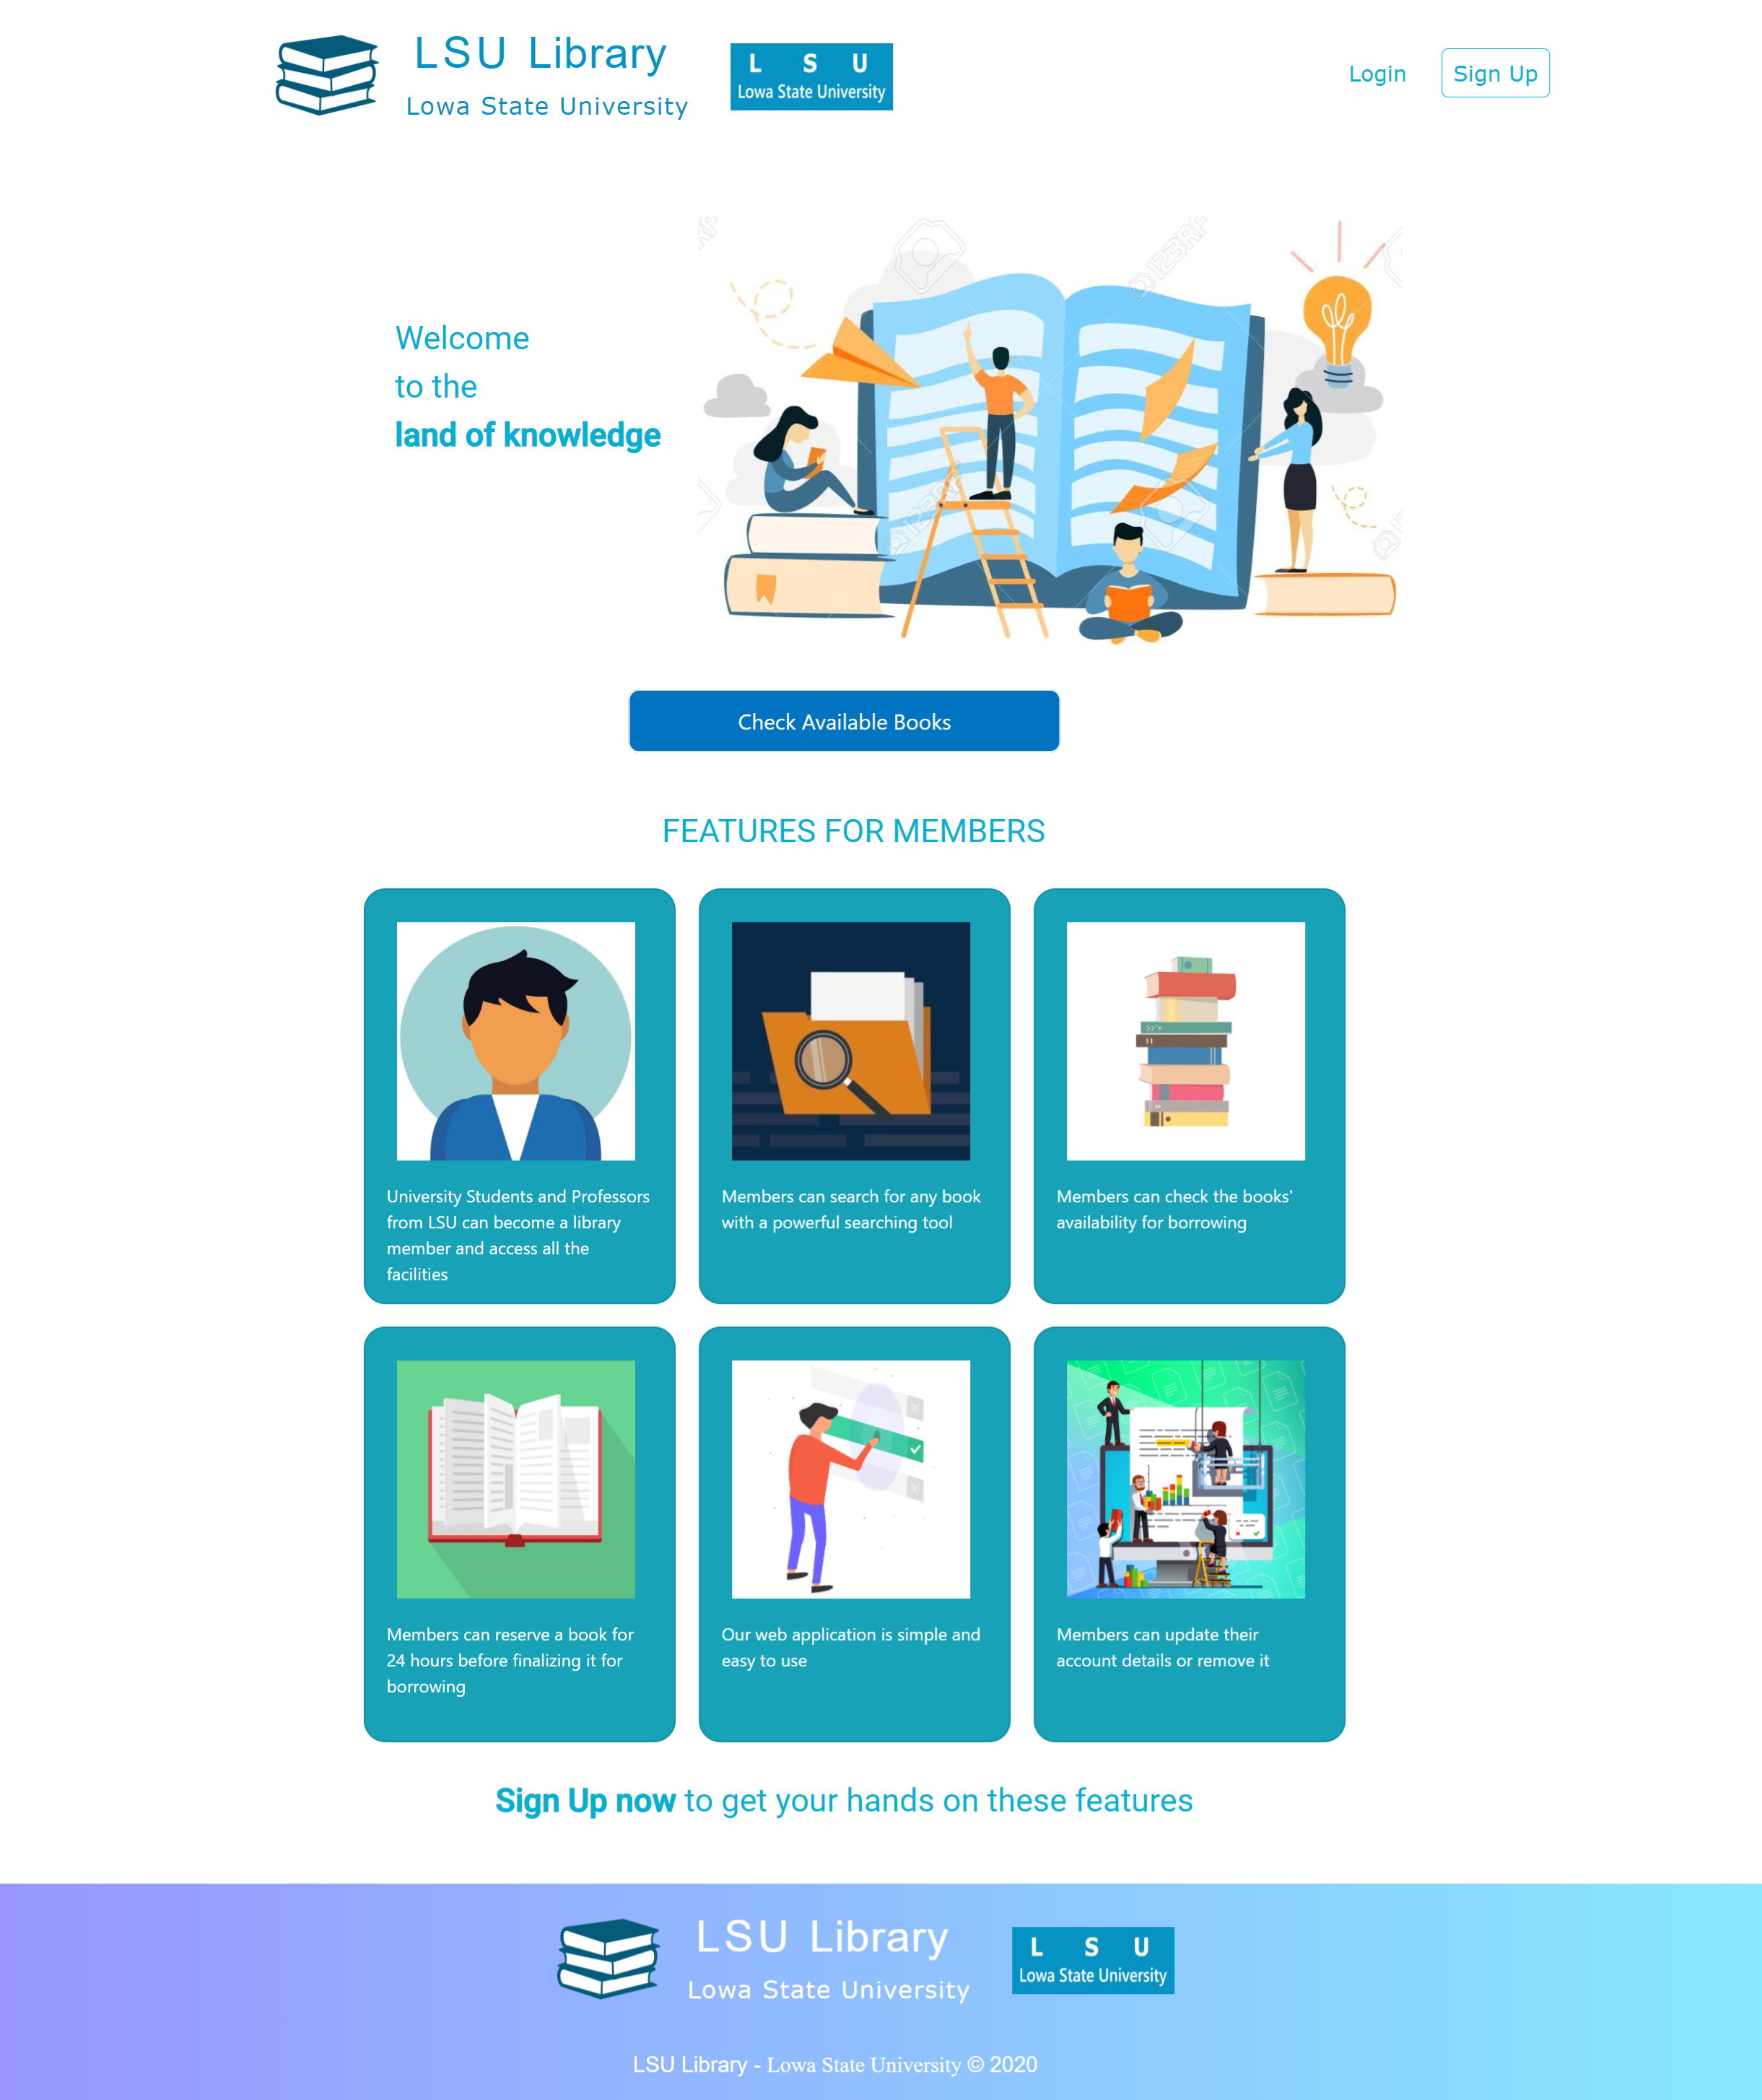 LSU Library
Lowa State University
L S U
Lowa State University
Login
Sign Up
Welcome
to the
land of knowledge
123RF
123RF
123RF
Check Available Books
FEATURES FOR MEMBERS
University Students and Professors
from LSU can become a library
member and access all the
facilities
Members can search for any book
with a powerful searching tool
Members can check the books'
availability for borrowing
Members can reserve a book for
24 hours before finalizing it for
borrowing
Our web application is simple and
easy to use
Members can update their
account details or remove it
Sign Up now to get your hands on these features
LSU Library
Lowa State University
L S U
Lowa State University
LSU Library - Lowa State University © 2020